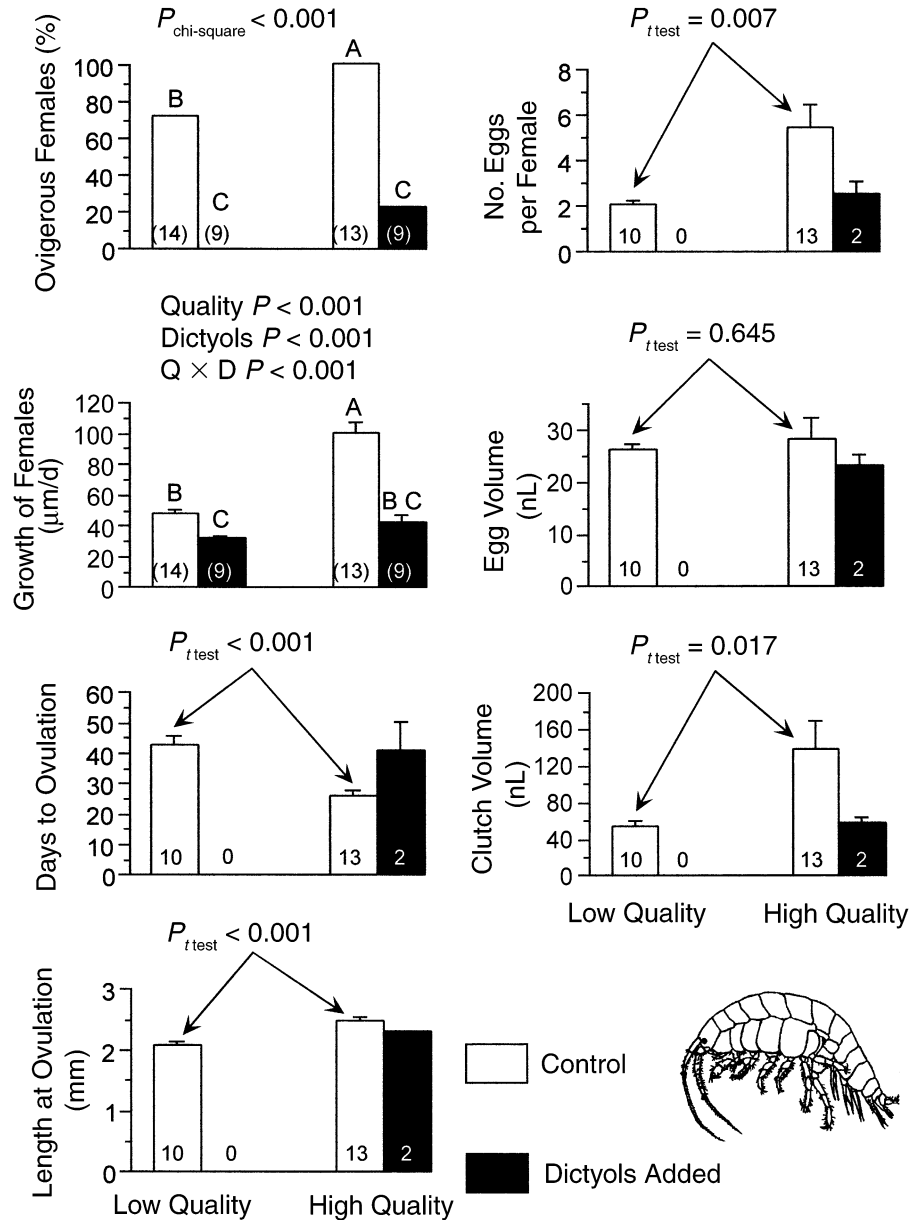 P chi-square < 0.001
Ovigerous Females (%)
100
80
60
40
20
0
B
C
A
C
(14)
(9)
(13)
(9)
P t test = 0.007
No. Eggs
per Female
8
6
4
2
0
10
0
13
2
Quality P < 0.001
Dictyols P < 0.001
Q × D P < 0.001
Growth of Females
(μm/d)
120
100
80
60
40
20
0
B
C
A
B C
(14)
(9)
(13)
(9)
P t test = 0.645
Egg Volume
(nL)
30
20
10
0
10
0
13
2
P t test < 0.001
Days to Ovulation
60
50
40
30
20
10
0
10
0
13
2
P t test = 0.017
Clutch Volume
(nL)
200
160
120
80
40
0
10
0
13
2
Low Quality
High Quality
P t test < 0.001
Length at Ovulation
(mm)
3
2
1
0
10
0
13
2
Low Quality
High Quality
Control
Dictyols Added